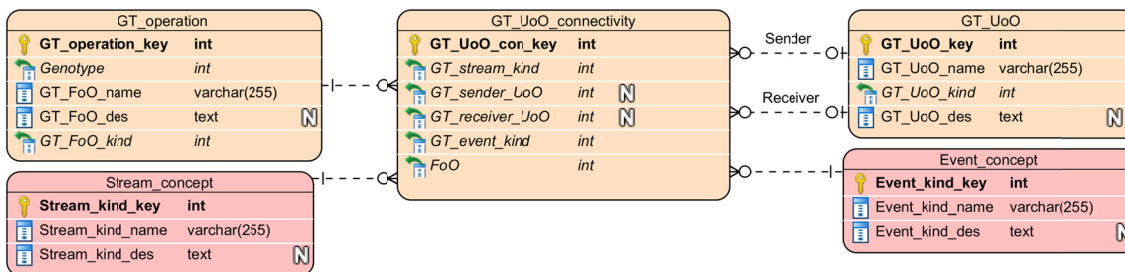 GT_operation
GT_operation_key int
Genotype int
GT_FoO_name varchar(255)
GT_FoO_des text N
GT_FoO_kind int
Stream_concept
Stream_kind_key int
Stream_kind_name varchar(255)
Stream_kind_des text N
GT_UoO_connectivity
GT_UoO_con_key int
GT_stream_kind int
GT_sender_UoO int N
GT_receiver_UoO int N
GT_event_kind int
FoO int
Sender
Receiver
GT_UoO
GT_UoO_key int
GT_UoO_name varchar(255)
GT_UoO_kind int
GT_UoO_des text N
Event_concept
Event_kind_key int
Event_kind_name varchar(255)
Event_kind_des text N